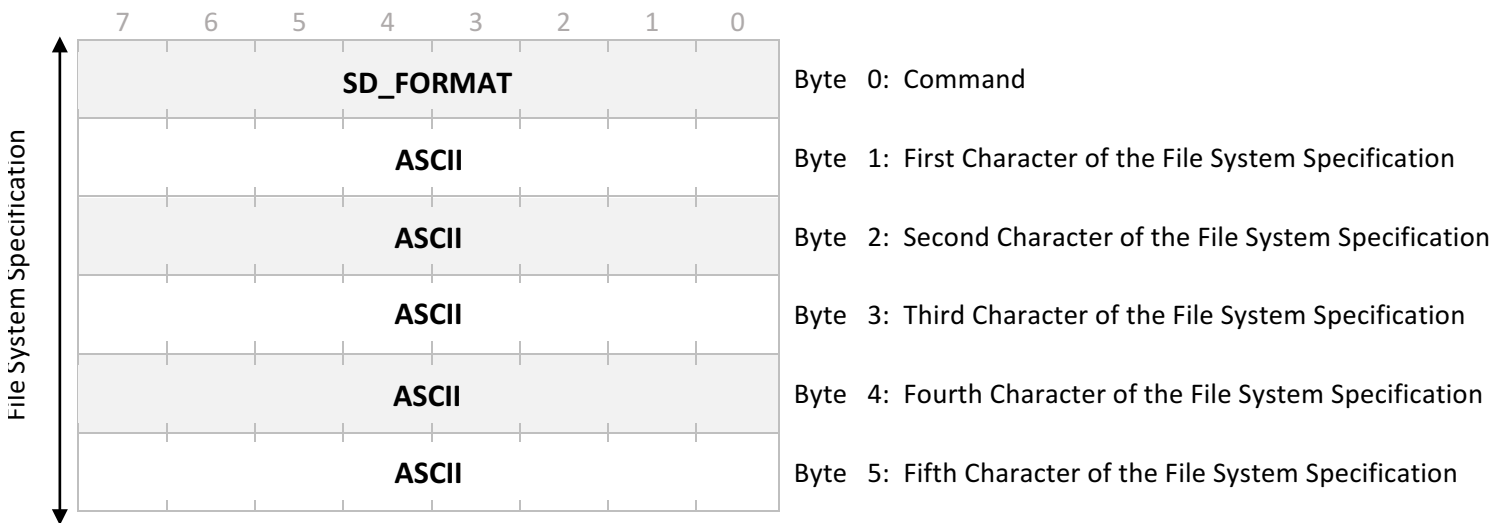 7 6 5 4 3 2 1 0
SD_FORMAT Byte 0: Command
ASCII Byte 1: First Character of the File System Specification
ASCII Byte 2: Second Character of the File System Specification
ASCII Byte 3: Third Character of the File System Specification
ASCII Byte 4: Fourth Character of the File System Specification
ASCII Byte 5: Fifth Character of the File System Specification
File System Specification